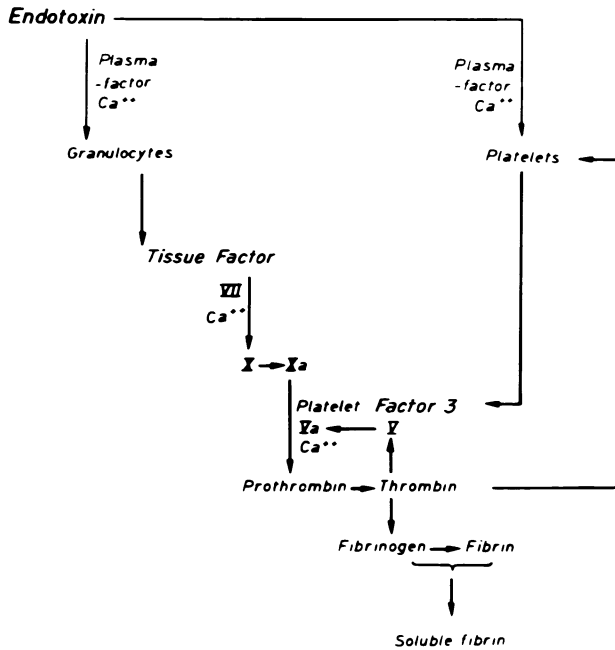 Endotoxin
Plasma
-factor
Ca++
Plasma
-factor
Ca++
Granulocytes
Platelets
Tissue Factor
VII
Ca++
X → Xa
Platelet Factor 3
Va ← V
Ca++
Prothrombin → Thrombin
Fibrinogen → Fibrin
Soluble fibrin